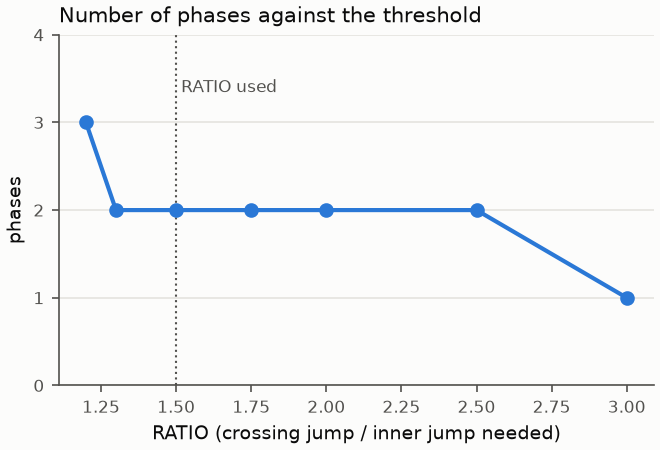 Number of phases against the threshold
4
3
2
1
0
phases
RATIO used
1.25 1.50 1.75 2.00 2.25 2.50 2.75 3.00
RATIO (crossing jump / inner jump needed)